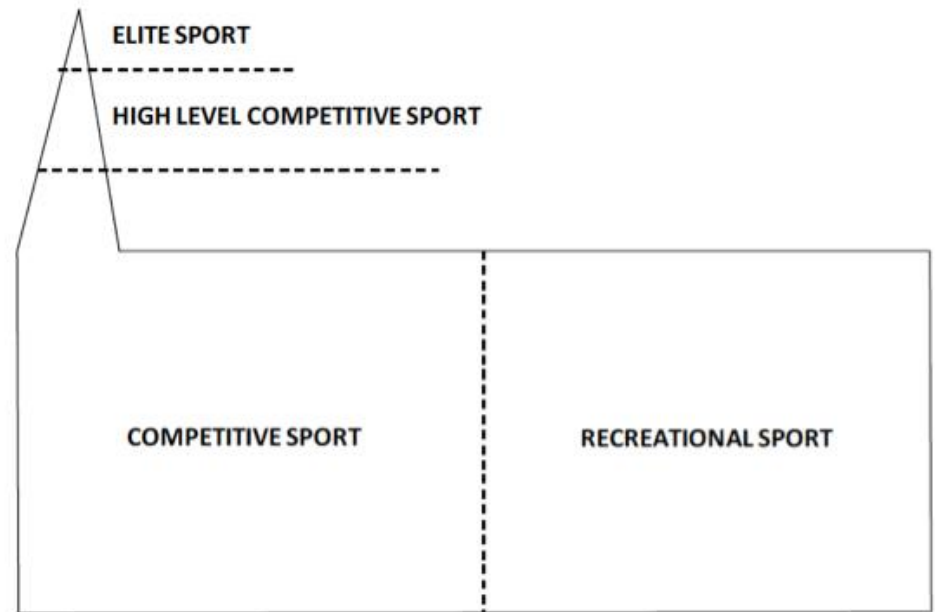 ELITE SPORT
HIGH LEVEL COMPETITIVE SPORT
COMPETITIVE SPORT
RECREATIONAL SPORT